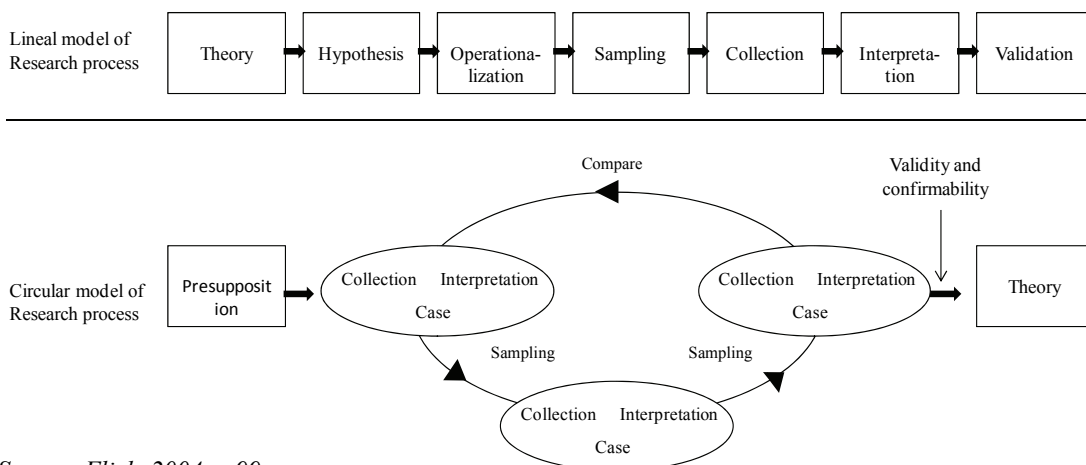 Lineal model of
Research process
Theory
Hypothesis
Operationa-
lization
Sampling
Collection
Interpreta-
tion
Validation
Compare
Validity and
confirmability
Circular model of
Research process
Presupposit
ion
Collection Interpretation
Case
Sampling
Collection Interpretation
Case
Sampling
Collection Interpretation
Case
Theory